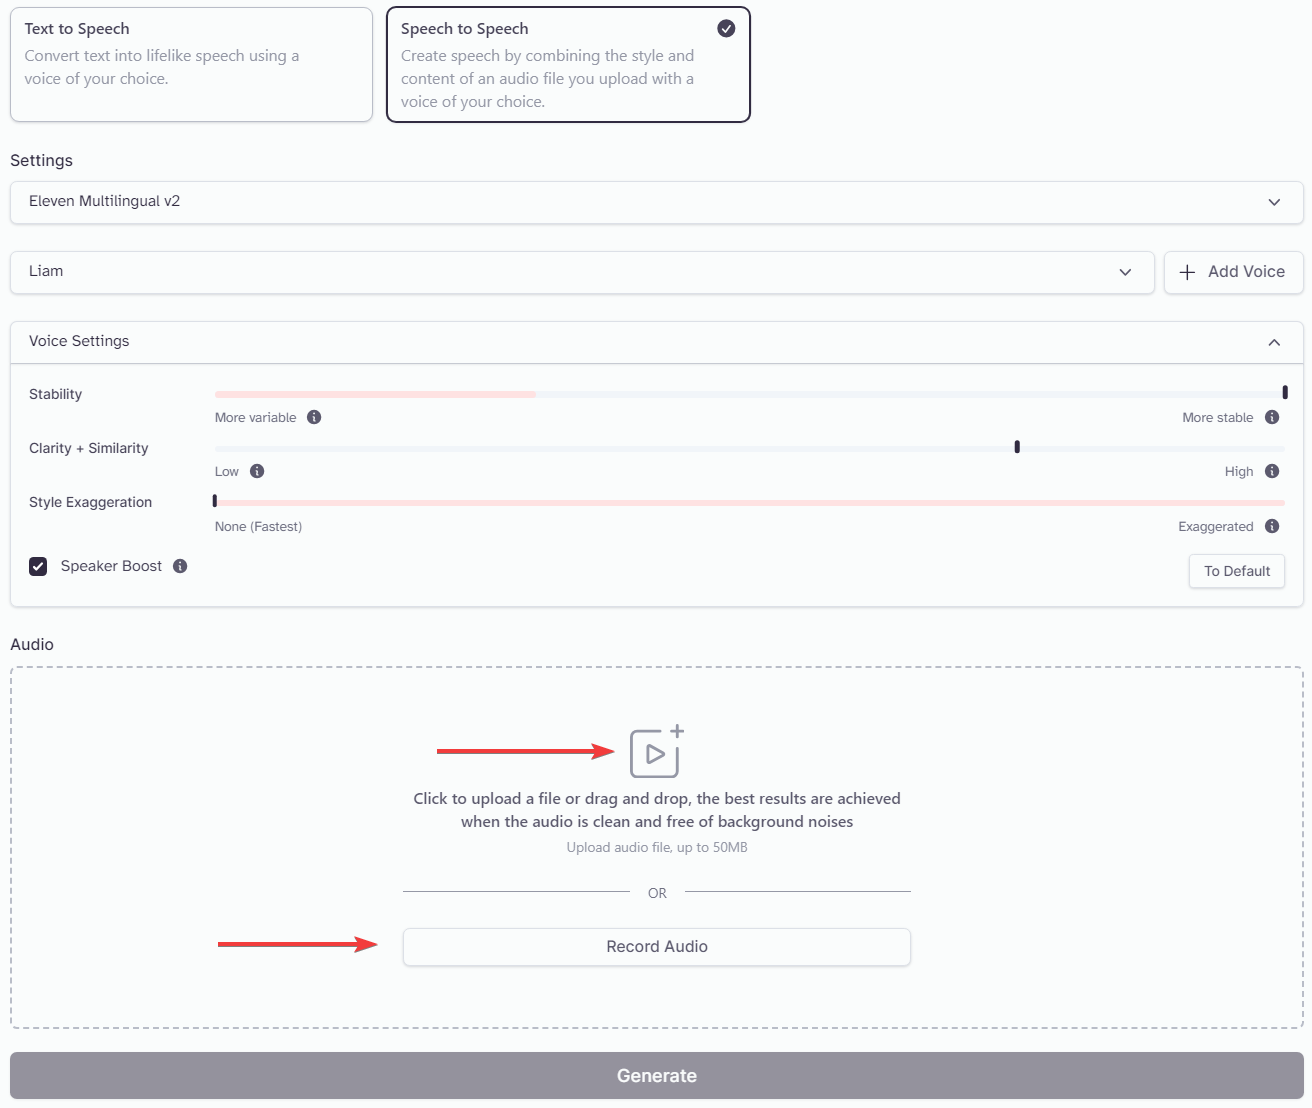 Text to Speech
Convert text into lifelike speech using a
voice of your choice.
Speech to Speech
Create speech by combining the style and
content of an audio file you upload with a
voice of your choice.
Settings
Eleven Multilingual v2
Liam
Add Voice
Voice Settings
Stability
More variable
More stable
Clarity + Similarity
Low
High
Style Exaggeration
None (Fastest)
Exaggerated
Speaker Boost
To Default
Audio
Click to upload a file or drag and drop, the best results are achieved
when the audio is clean and free of background noises
Upload audio file, up to 50MB
OR
Record Audio
Generate